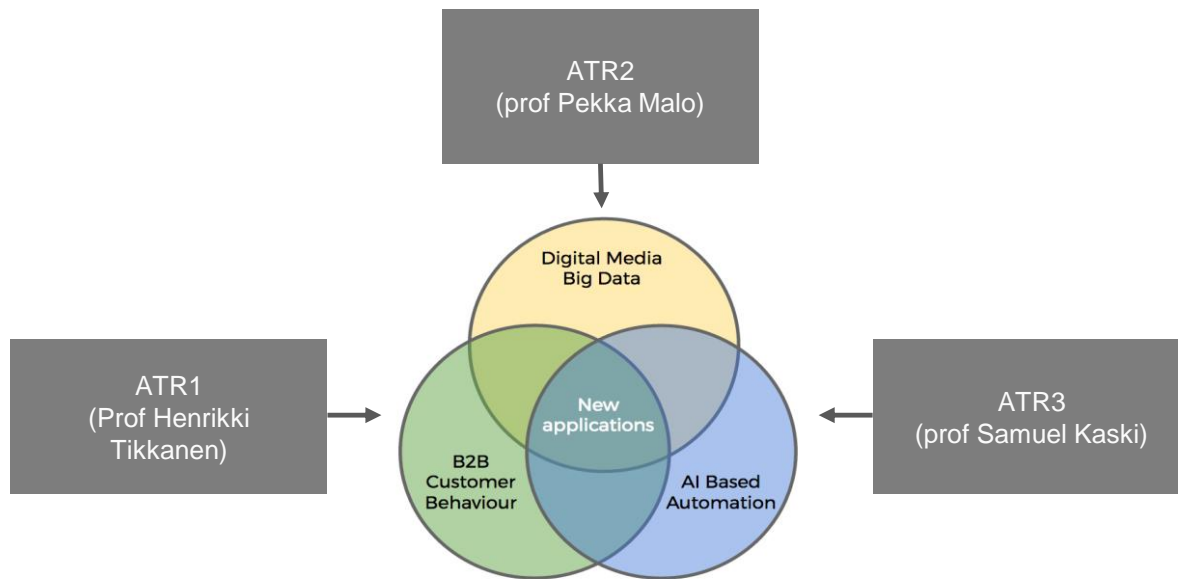 ATR2
(prof Pekka Malo)
Digital Media
Big Data
ATR1
(Prof Henrikki
Tikkanen)
New
applications
ATR3
(prof Samuel Kaski)
B2B
Customer
Behaviour
AI Based
Automation